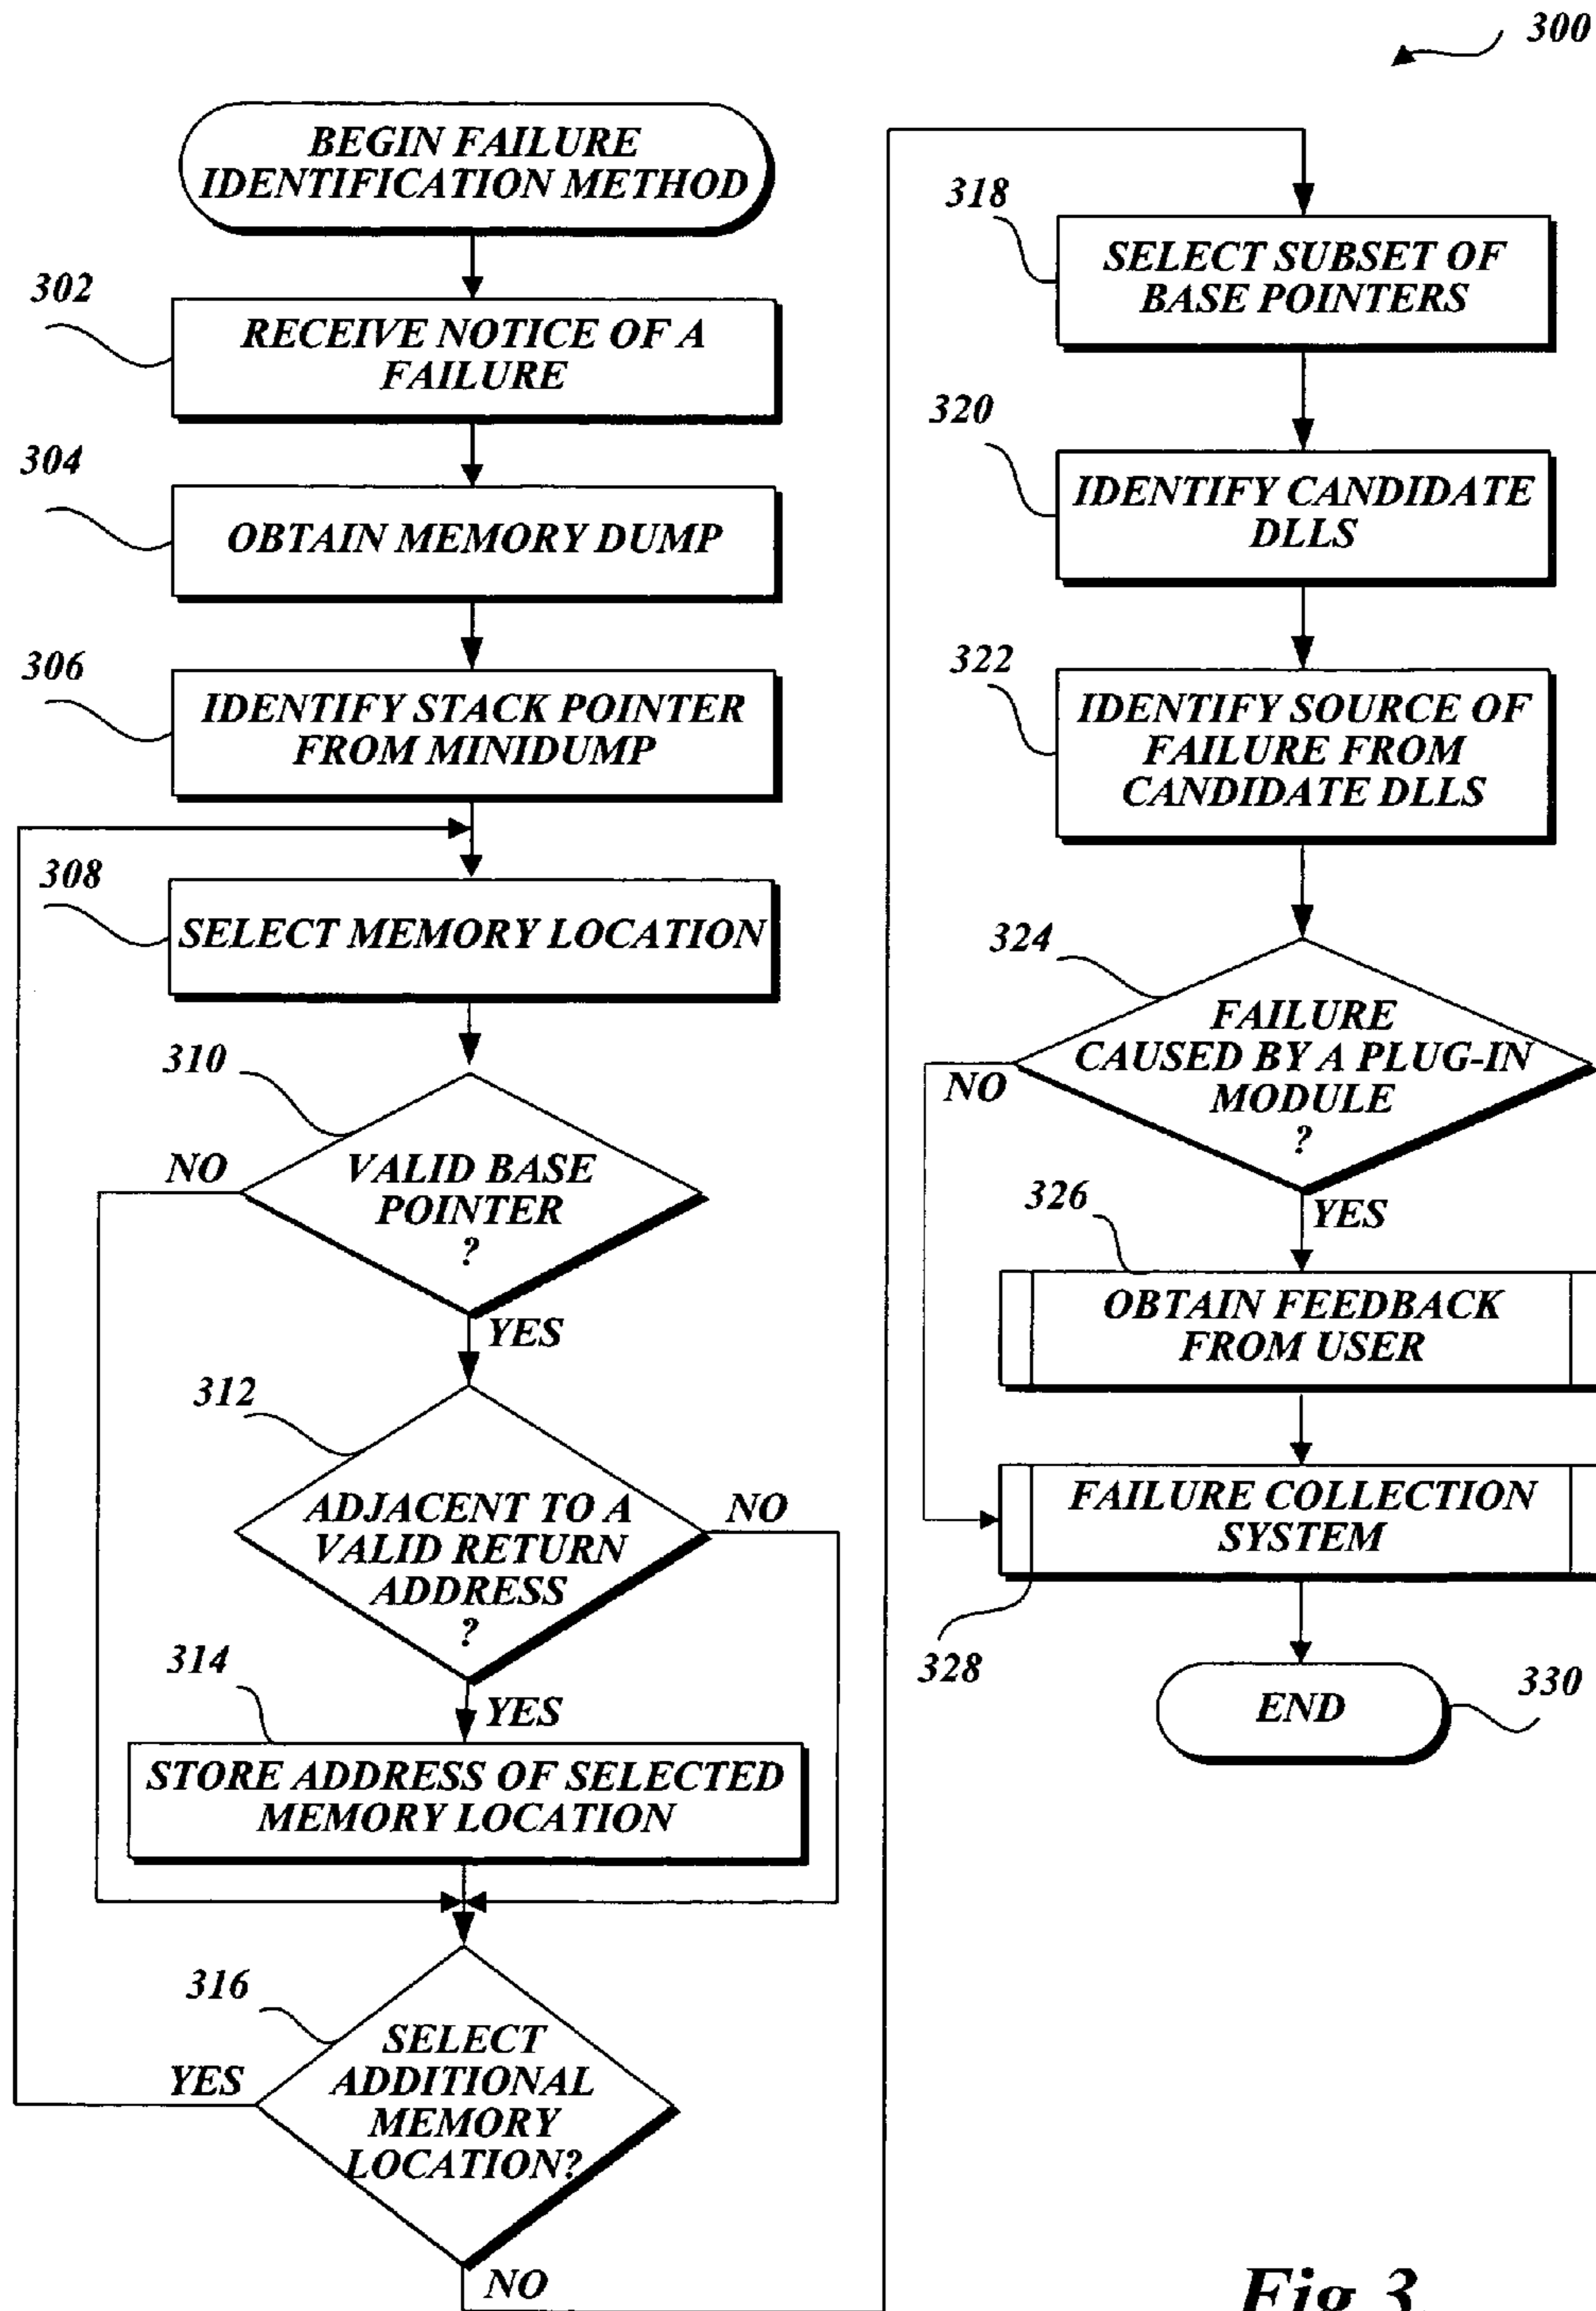 300
BEGIN FAILURE
IDENTIFICATION METHOD
302
RECEIVE NOTICE OF A
FAILURE
304
OBTAIN MEMORY DUMP
306
IDENTIFY STACK POINTER
FROM MINIDUMP
308
SELECT MEMORY LOCATION
310
NO
VALID BASE
POINTER
?
YES
312
ADJACENT TO A
VALID RETURN
ADDRESS
?
NO
YES
314
STORE ADDRESS OF SELECTED
MEMORY LOCATION
316
SELECT
ADDITIONAL
MEMORY
LOCATION?
YES
NO
318
SELECT SUBSET OF
BASE POINTERS
320
IDENTIFY CANDIDATE
DLLS
322
IDENTIFY SOURCE OF
FAILURE FROM
CANDIDATE DLLS
324
FAILURE
CAUSED BY A PLUG-IN
MODULE
?
NO
YES
326
OBTAIN FEEDBACK
FROM USER
FAILURE COLLECTION
SYSTEM
328
END
330
Fig.3.